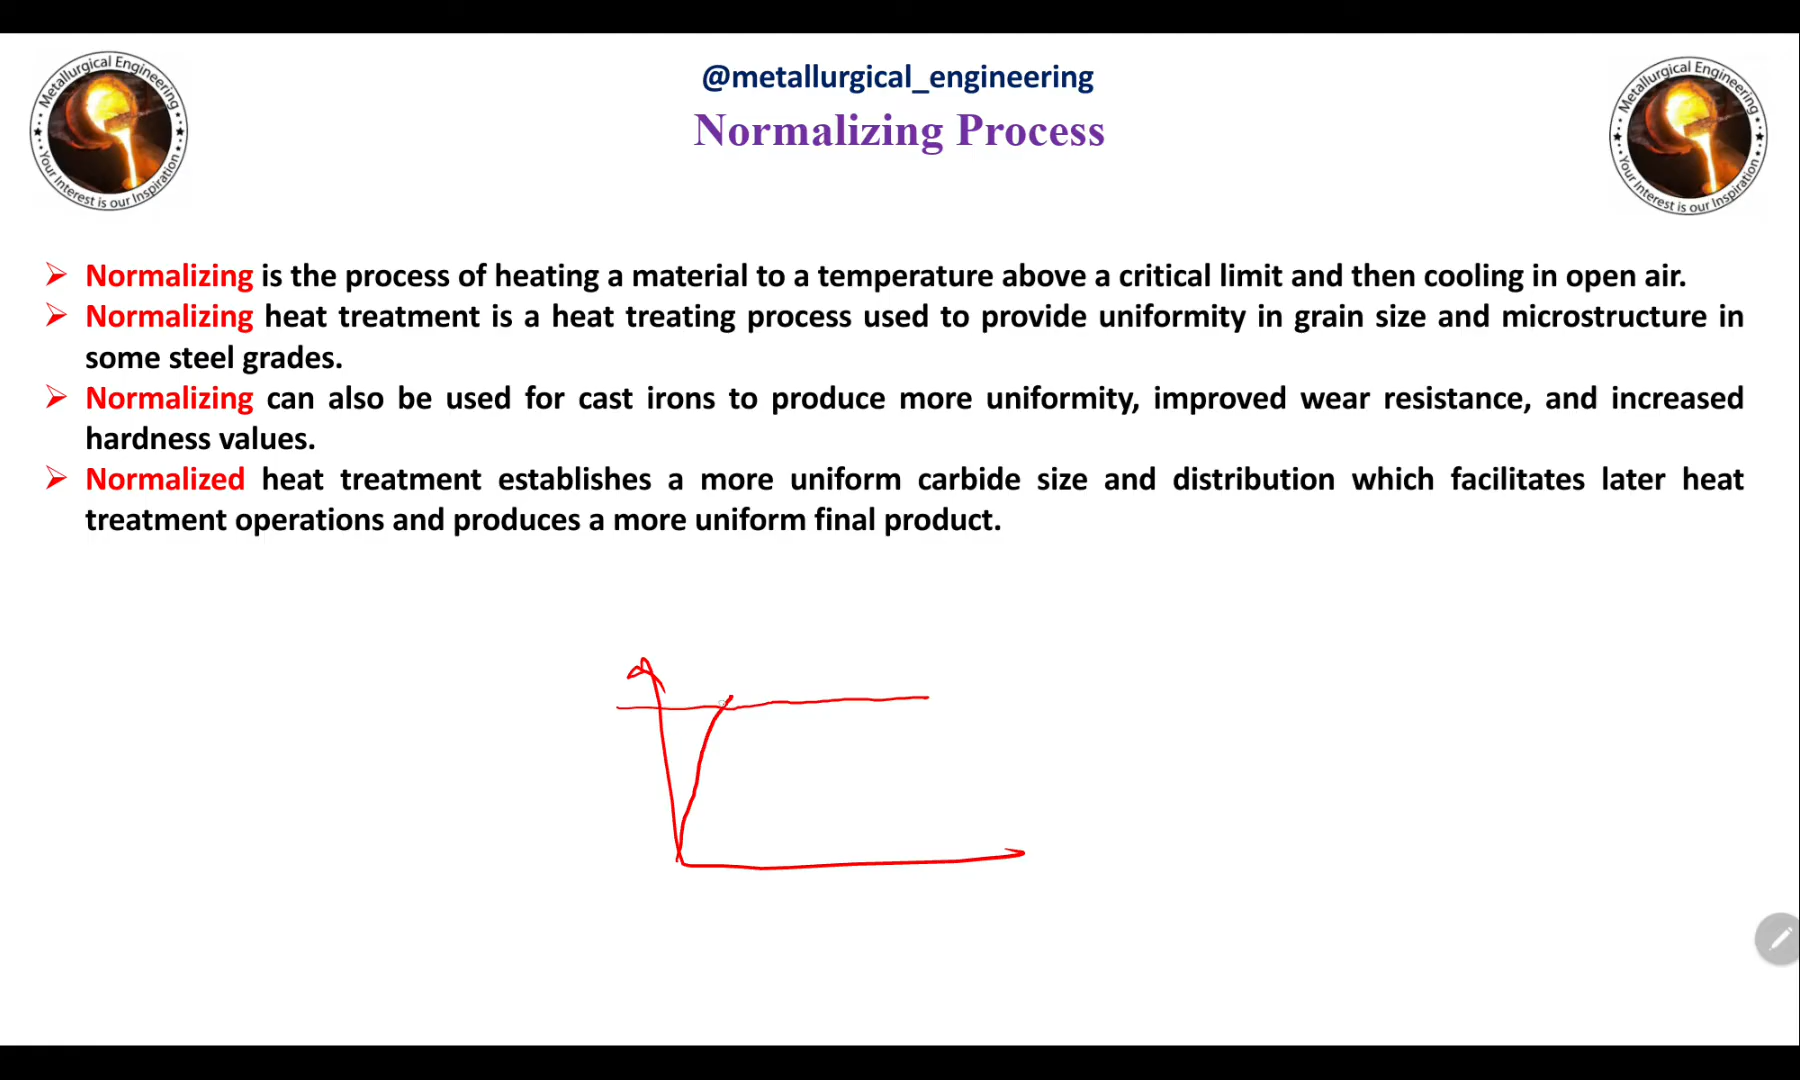 @metallurgical_engineering
Normalizing Process
Metallurgical Engineering
Your Interest is our Inspiration
Metallurgical Engineering
Your Interest is our Inspiration
Normalizing is the process of heating a material to a temperature above a critical limit and then cooling in open air.
Normalizing heat treatment is a heat treating process used to provide uniformity in grain size and microstructure in
some steel grades.
Normalizing can also be used for cast irons to produce more uniformity, improved wear resistance, and increased
hardness values.
Normalized heat treatment establishes a more uniform carbide size and distribution which facilitates later heat
treatment operations and produces a more uniform final product.